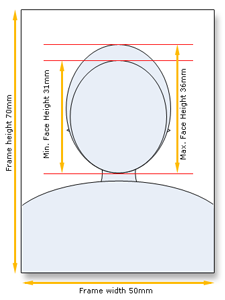 Frame height 70mm
Min. Face Height 31mm
Max. Face Height 36mm
Frame width 50mm